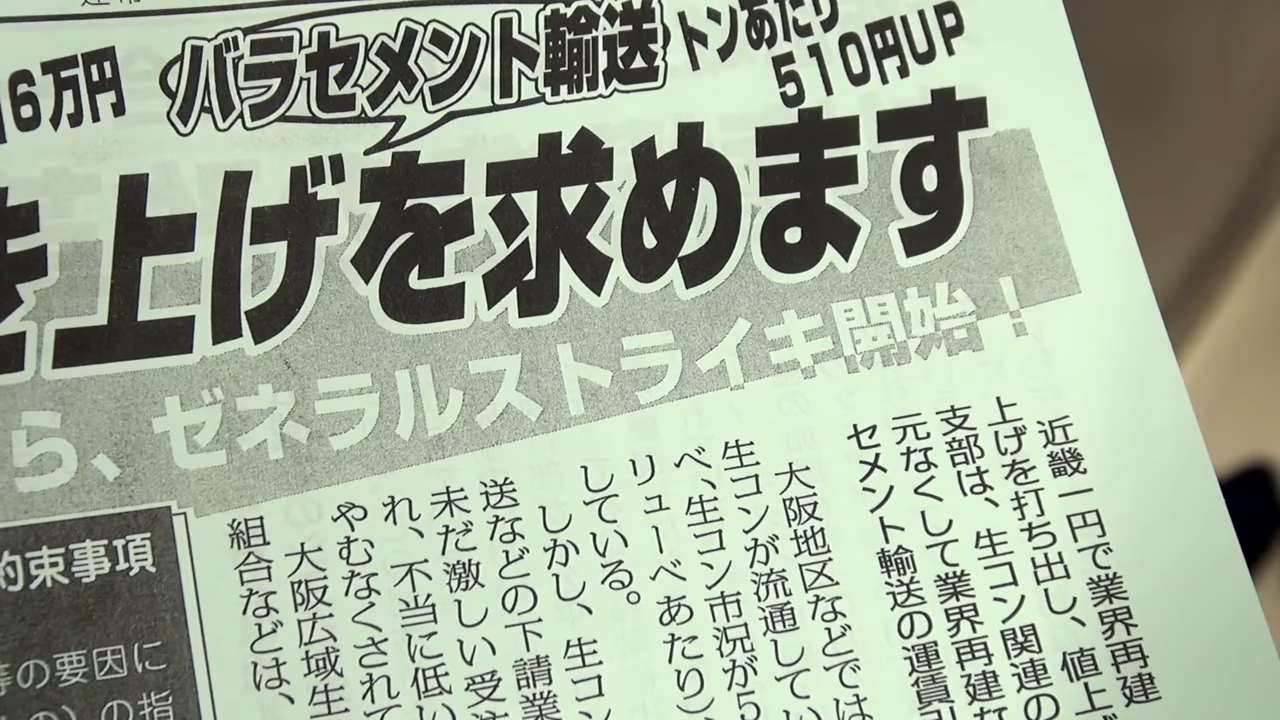 6万円
バラセメント輸送
トンあたり
510円UP
上げを求めます
ら、ゼネラルストライキ開始！
近畿一円で業界再建
上げを打ち出し、値上げ
支部は、生コン関連の
元なくして業界再建な
セメント輸送の運賃引
大阪地区などでは
生コンが流通してい
べ、生コン市況が5
リューベあたり）、
している。
しかし、生コン
送などの下請業
未だ激しい受注
れ、不当に低い
やむなくされて
大阪広域生
組合などは、
約束事項
等の要因に
の）の指